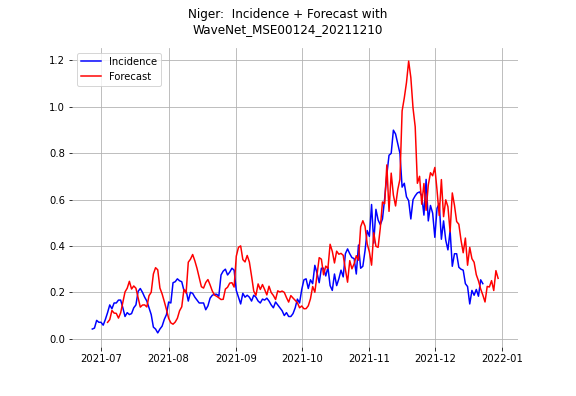 Niger:  Incidence + Forecast with
WaveNet_MSE00124_20211210
Incidence
Forecast
1.2
1.0
0.8
0.6
0.4
0.2
0.0
2021-07 2021-08 2021-09 2021-10 2021-11 2021-12 2022-01